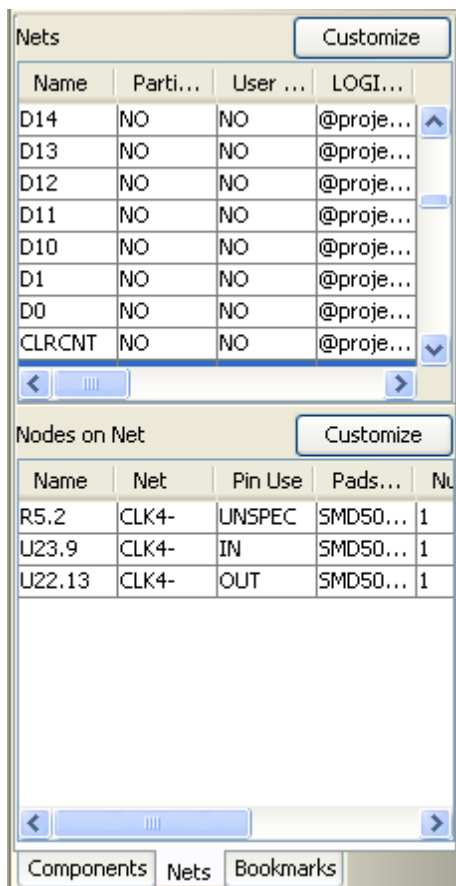 Nets Customize
Name Parti... User ... LOGI...
D14 NO NO @proje...
D13 NO NO @proje...
D12 NO NO @proje...
D11 NO NO @proje...
D10 NO NO @proje...
D1 NO NO @proje...
D0 NO NO @proje...
CLRCNT NO NO @proje...
Nodes on Net Customize
Name Net Pin Use Pads... Nu
R5.2 CLK4- UNSPEC SMD50... 1
U23.9 CLK4- IN SMD50... 1
U22.13 CLK4- OUT SMD50... 1
Components Nets Bookmarks